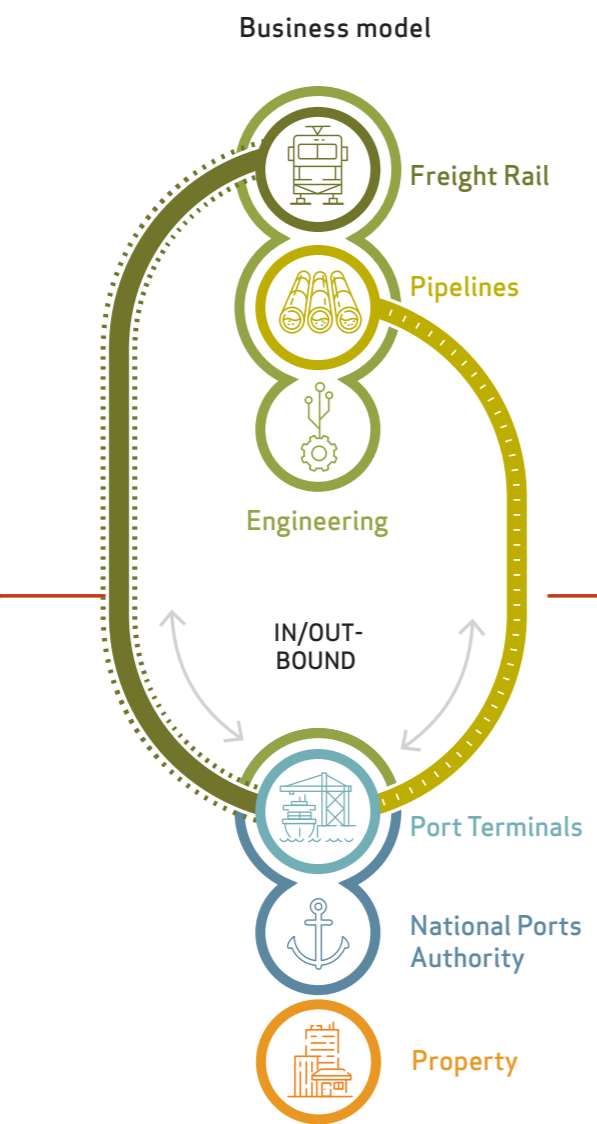 Business model
Freight Rail
Pipelines
Engineering
IN/OUT-
BOUND
Port Terminals
National Ports
Authority
Property